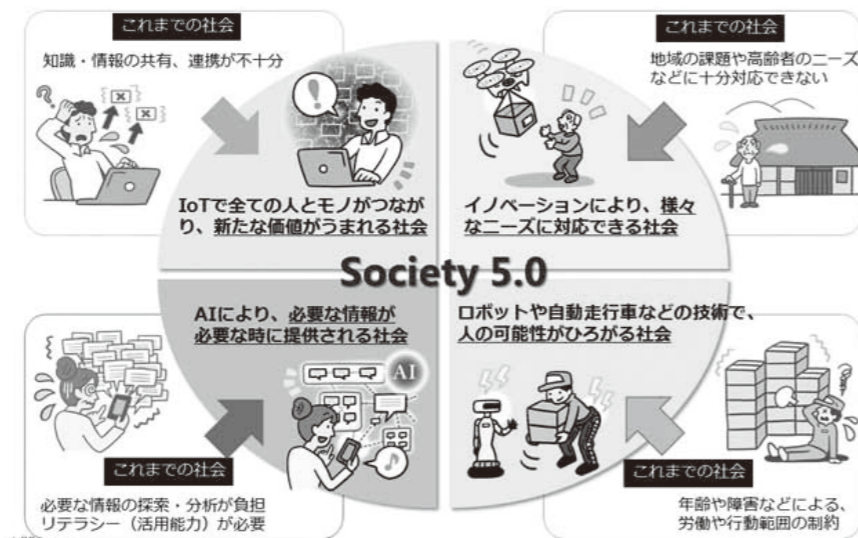 これまでの社会
知識・情報の共有、連携が不十分
IoTで全ての人とモノがつなが
り、新たな価値がうまれる社会
これまでの社会
地域の課題や高齢者のニーズ
などに十分対応できない
イノベーションにより、様々
なニーズに対応できる社会
Society 5.0
AIにより、必要な情報が
必要な時に提供される社会
AI
これまでの社会
必要な情報の探索・分析が負担
リテラシー（活用能力）が必要
ロボットや自動走行車などの技術で、
人の可能性がひろがる社会
これまでの社会
年齢や障害などによる、
労働や行動範囲の制約